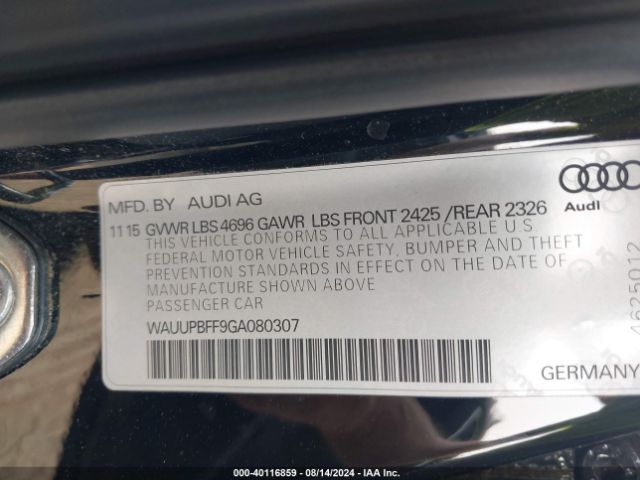 MFD. BY AUDI AG
Audi
11 15 GVWR LBS 4696 GAWR LBS FRONT 2425 /REAR 2326
THIS VEHICLE CONFORMS TO ALL APPLICABLE U.S
FEDERAL MOTOR VEHICLE SAFETY, BUMPER AND THEFT
PREVENTION STANDARDS IN EFFECT ON THE DATE OF
MANUFACTURE SHOWN ABOVE
PASSENGER CAR
WAUUPBFF9GA080307
4625012
GERMANY
000-40116859 - 08/14/2024 - IAA Inc.